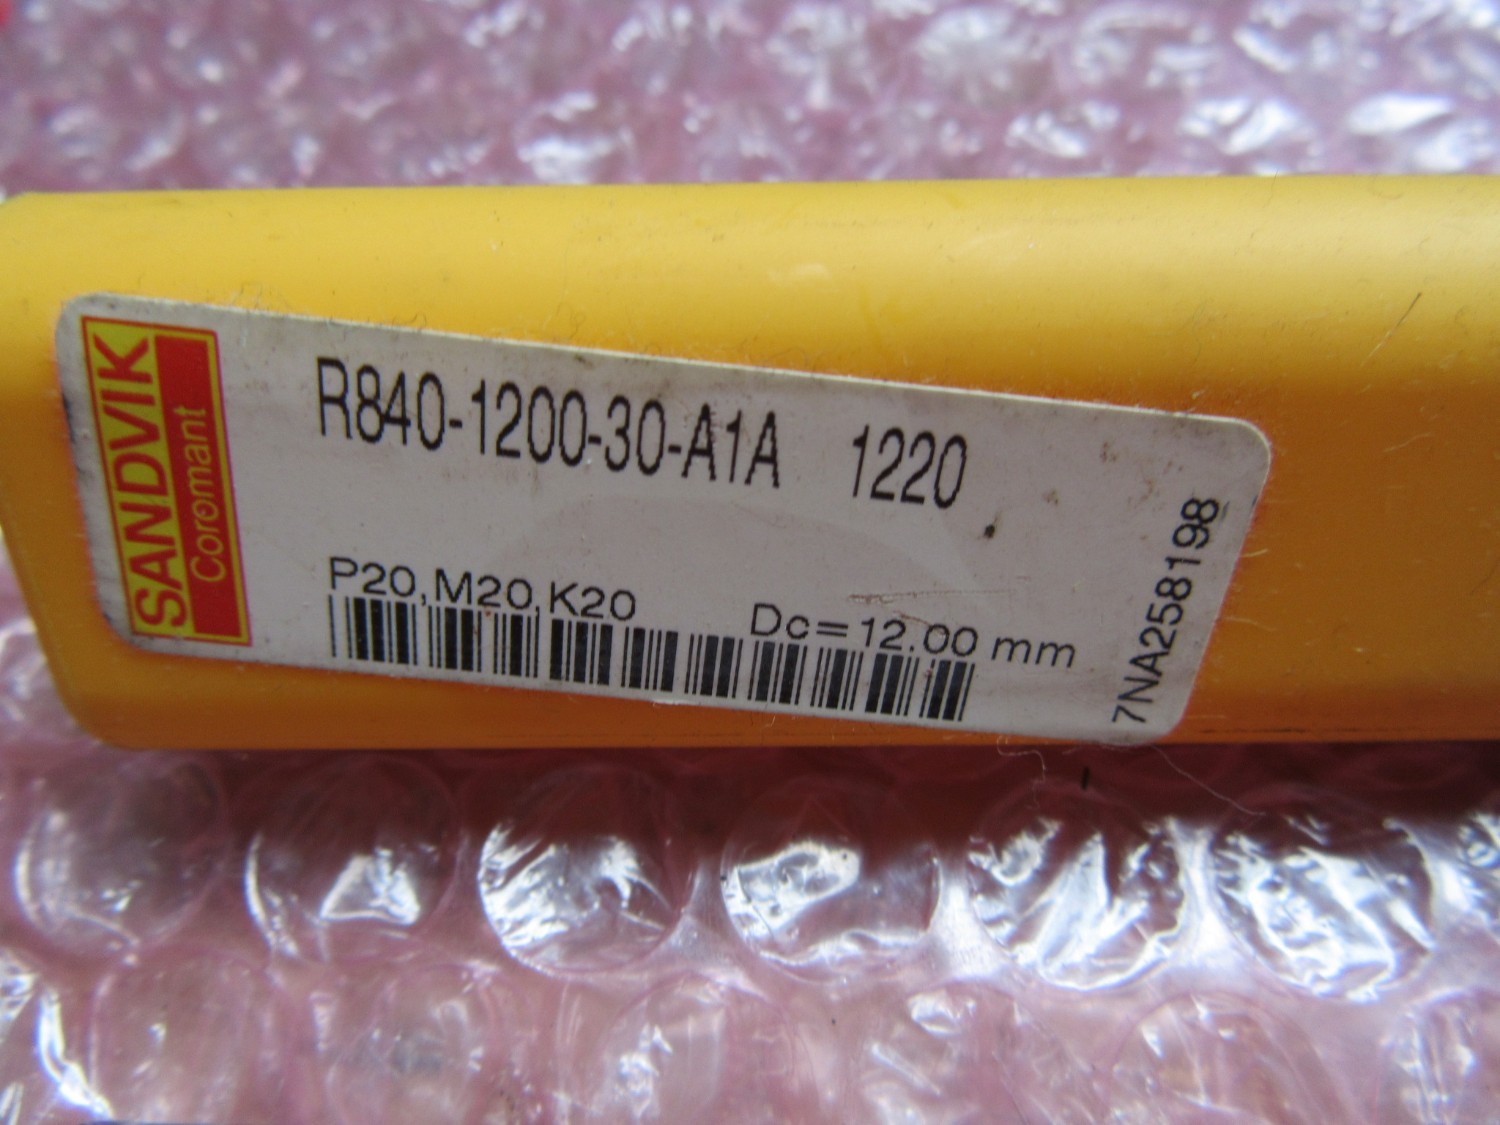 SANDVIK
Coromant
R840-1200-30-A1A 1220
P20,M20,K20 Dc=12.00 mm
7NA258198